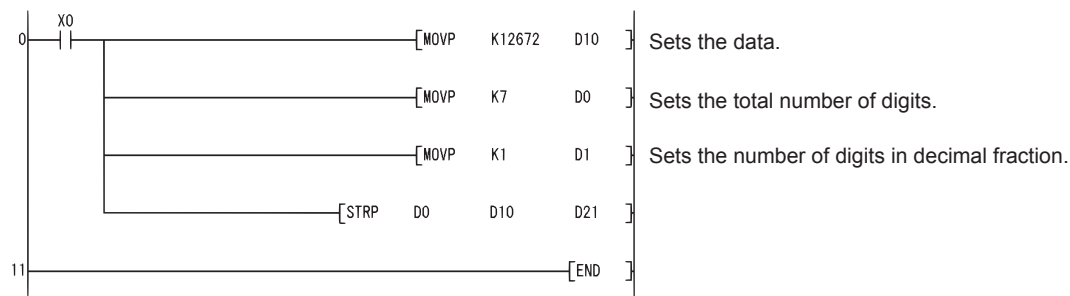 X0
0 MOVP K12672 D10 Sets the data.
MOVP K7 D0 Sets the total number of digits.
MOVP K1 D1 Sets the number of digits in decimal fraction.
STRP D0 D10 D21
11 END